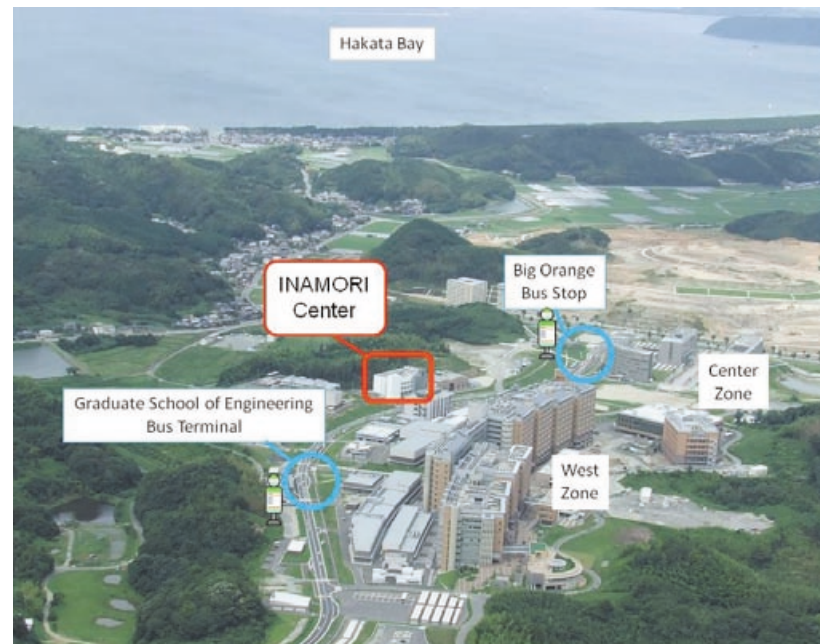 Hakata Bay
Big Orange
Bus Stop
INAMORI
Center
Center
Zone
Graduate School of Engineering
Bus Terminal
West
Zone